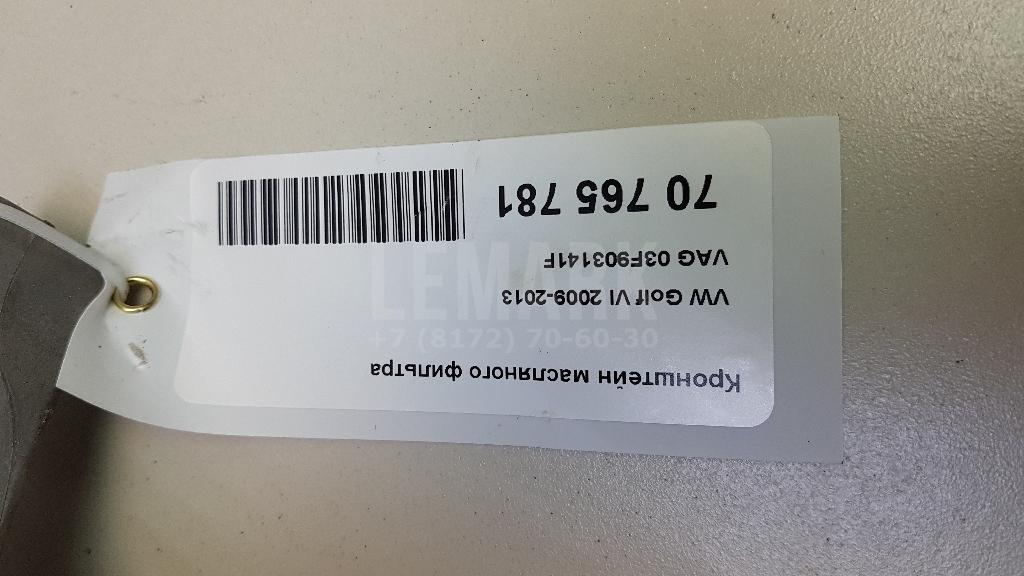 Кронштейн масляного фильтра
VW Golf VI 2009-2013
VAG 03F903141F
70 765 781
LEMARK
+7 (8172) 70-60-30